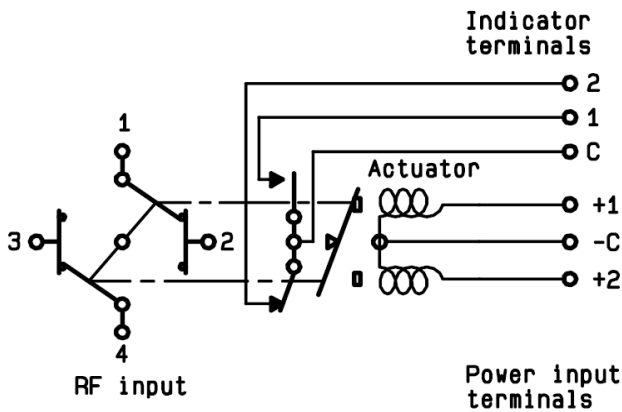 Indicator
terminals
2
1
C
1
Actuator
+1
3
2
-C
+2
4
RF input
Power input
terminals